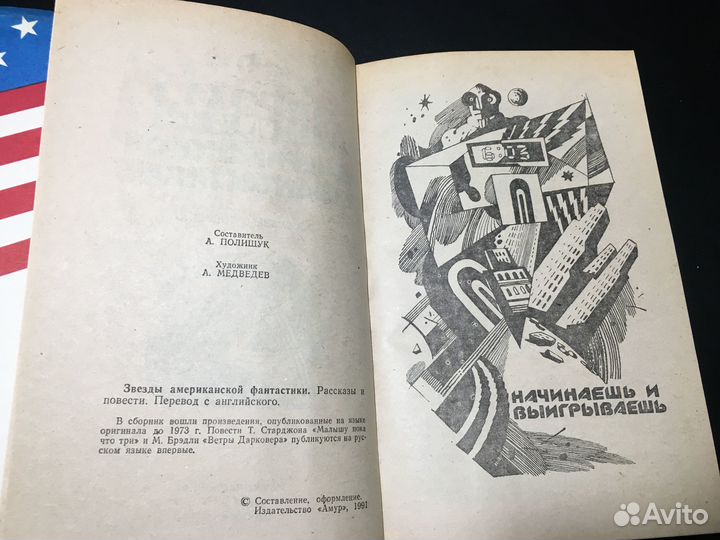 Составитель
А. ПОЛИЩУК
Художник
А. МЕДВЕДЕВ
Звезды американской фантастики. Рассказы и
повести. Перевод с английского.
В сборник вошли произведения, опубликованные на языке
оригинала до 1973 г. Повести Т. Старджона «Малышу пока
что три» и М. Брэдли «Ветры Дарковера» публикуются на рус-
ском языке впервые.
© Составление, оформление.
Издательство «Амур», 1991
НАЧИНАЕШЬ И
ВЫИГРЫВАЕШЬ
Avito